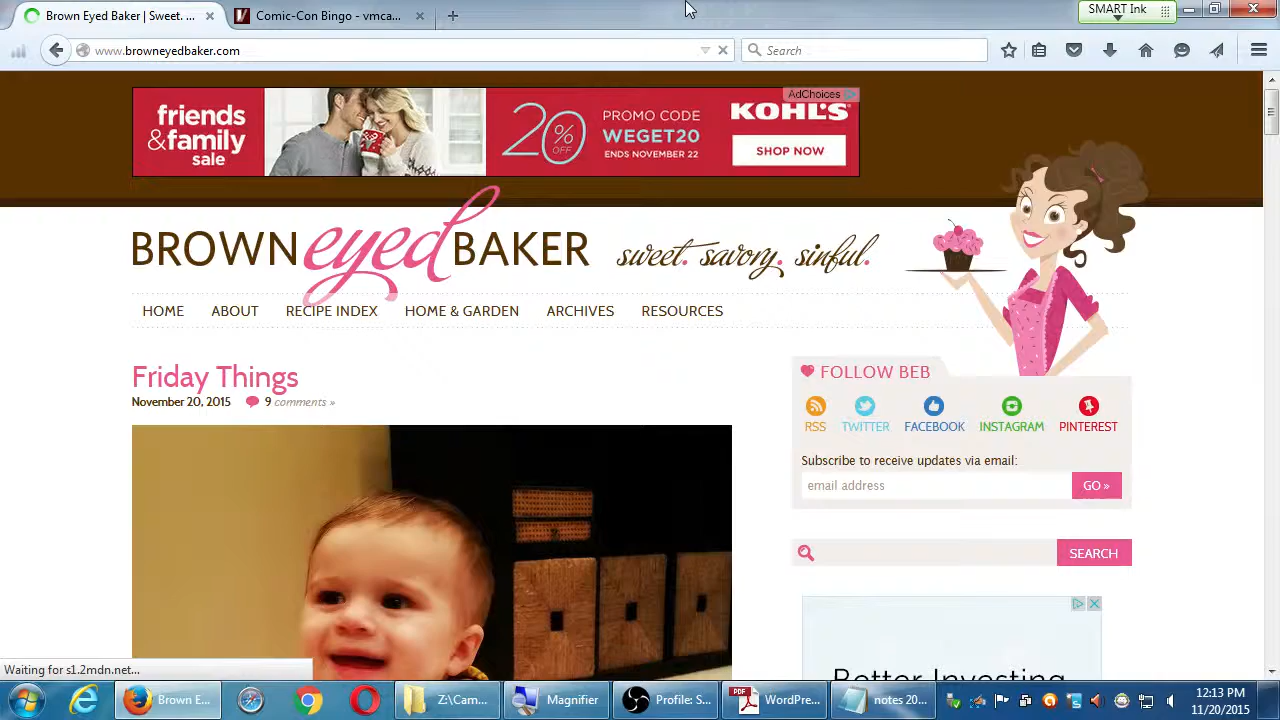 Brown Eyed Baker | Sweet. ...
Comic-Con Bingo - vmca...
SMART Ink
www.browneyedbaker.com
Search
friends
&family
sale
20% OFF
PROMO CODE
WEGET20
ENDS NOVEMBER 22
AdChoices
KOHL'S
SHOP NOW
BROWN eyed BAKER
sweet. savory. sinful.
HOME ABOUT RECIPE INDEX HOME & GARDEN ARCHIVES RESOURCES
Friday Things
November 20, 2015 9 comments »
FOLLOW BEB
RSS TWITTER FACEBOOK INSTAGRAM PINTEREST
Subscribe to receive updates via email:
email address GO »
SEARCH
Better Investing
Waiting for s1.2mdn.net...
Brown E...
Z:\Cam...
Magnifier
Profile: S...
PDF
WordPre...
notes 20...
12:13 PM
11/20/2015